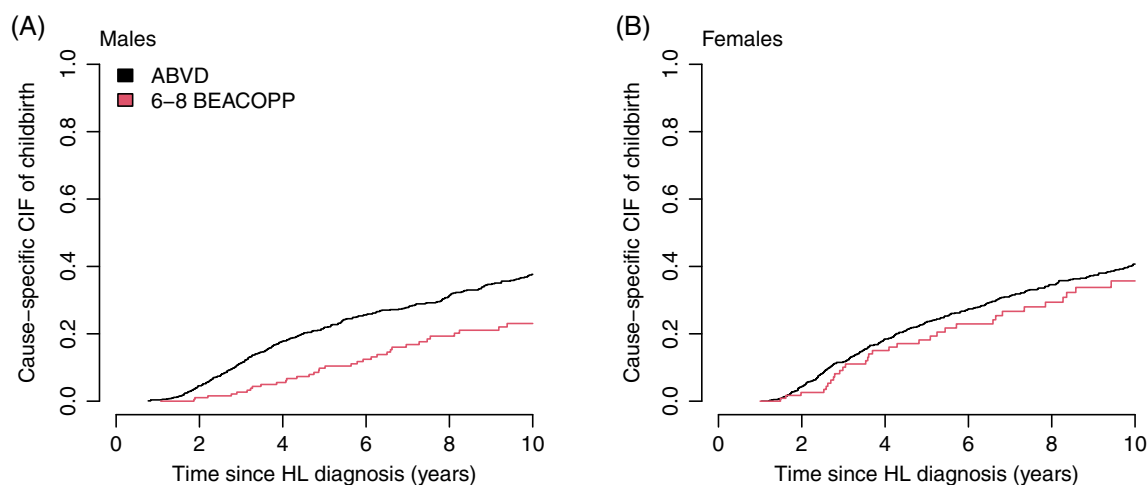 (A)
Males
ABVD
6−8 BEACOPP
Cause−specific CIF of childbirth
1.0
0.8
0.6
0.4
0.2
0.0
0 2 4 6 8 10
Time since HL diagnosis (years)
(B)
Females
Cause−specific CIF of childbirth
1.0
0.8
0.6
0.4
0.2
0.0
0 2 4 6 8 10
Time since HL diagnosis (years)